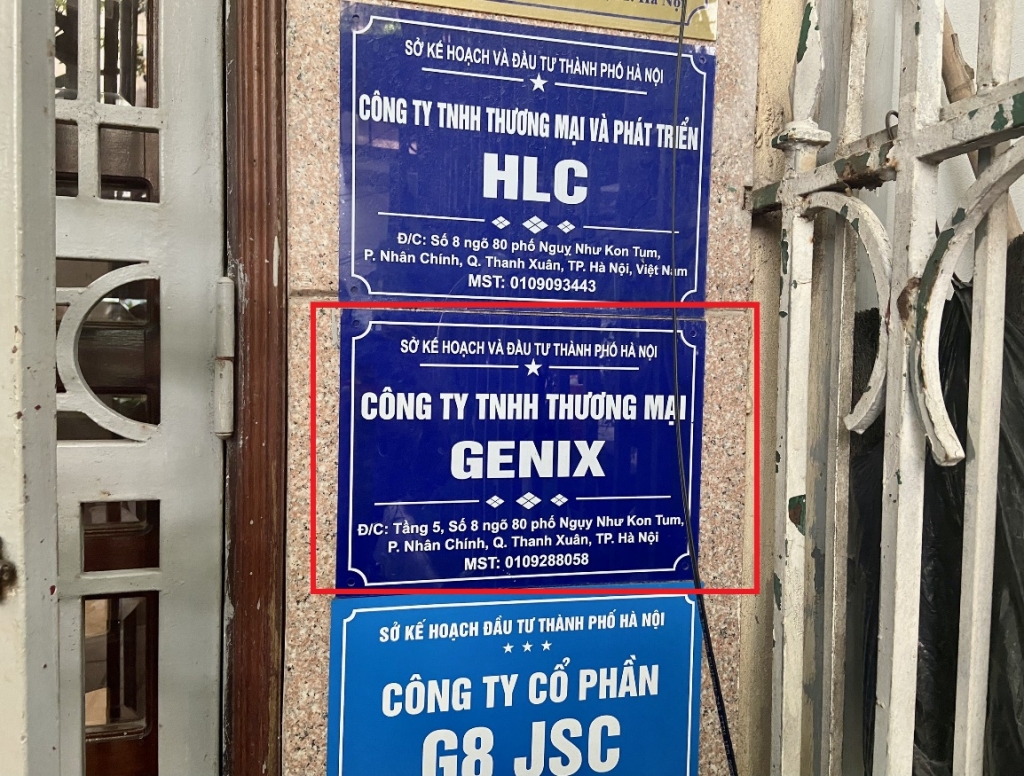 Hà Nội
SỞ KẾ HOẠCH VÀ ĐẦU TƯ THÀNH PHỐ HÀ NỘI
CÔNG TY TNHH THƯƠNG MẠI VÀ PHÁT TRIỂN
HLC
Đ/C: Số 8 ngõ 80 phố Ngụy Như Kon Tum,
P. Nhân Chính, Q. Thanh Xuân, TP. Hà Nội, Việt Nam
MST: 0109093443
SỞ KẾ HOẠCH VÀ ĐẦU TƯ THÀNH PHỐ HÀ NỘI
CÔNG TY TNHH THƯƠNG MẠI
GENIX
Đ/C: Tầng 5, Số 8 ngõ 80 phố Ngụy Như Kon Tum,
P. Nhân Chính, Q. Thanh Xuân, TP. Hà Nội
MST: 0109288058
SỞ KẾ HOẠCH ĐẦU TƯ THÀNH PHỐ HÀ NỘI
CÔNG TY CỔ PHẦN
G8 JSC